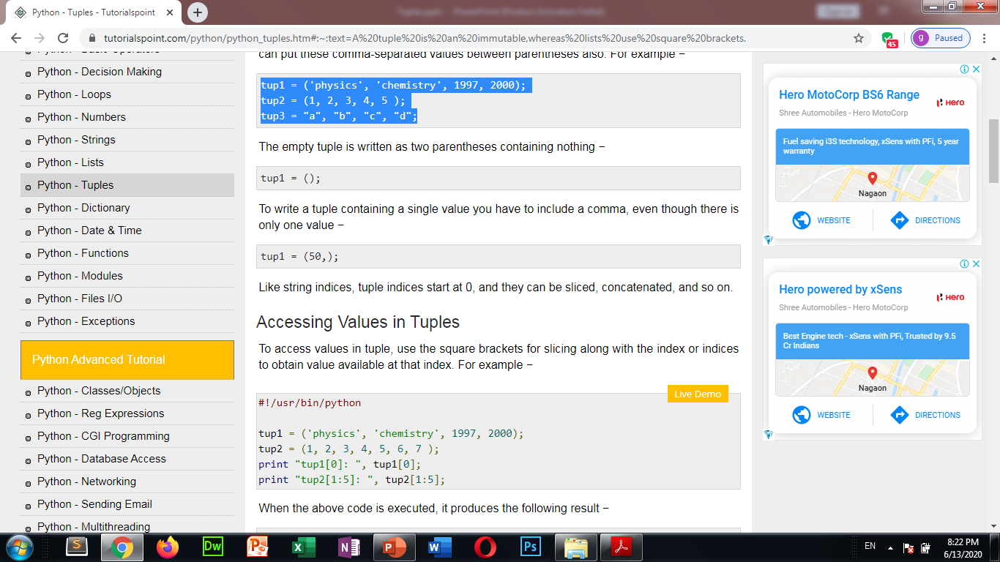 Python - Tuples - Tutorialspoint
tutorialspoint.com/python/python_tuples.htm#:~:text=A%20tuple%20is%20an%20immutable,whereas%20lists%20use%20square%20brackets.
45
g Paused
Python - Basic Operators
Python - Decision Making
Python - Loops
Python - Numbers
Python - Strings
Python - Lists
Python - Tuples
Python - Dictionary
Python - Date & Time
Python - Functions
Python - Modules
Python - Files I/O
Python - Exceptions
Python Advanced Tutorial
Python - Classes/Objects
Python - Reg Expressions
Python - CGI Programming
Python - Database Access
Python - Networking
Python - Sending Email
Python - Multithreading
can put these comma-separated values between parentheses also. For example −
tup1 = ('physics', 'chemistry', 1997, 2000);
tup2 = (1, 2, 3, 4, 5 );
tup3 = "a", "b", "c", "d";
The empty tuple is written as two parentheses containing nothing −
tup1 = ();
To write a tuple containing a single value you have to include a comma, even though there is
only one value −
tup1 = (50,);
Like string indices, tuple indices start at 0, and they can be sliced, concatenated, and so on.
Accessing Values in Tuples
To access values in tuple, use the square brackets for slicing along with the index or indices
to obtain value available at that index. For example −
Live Demo
#!/usr/bin/python
tup1 = ('physics', 'chemistry', 1997, 2000);
tup2 = (1, 2, 3, 4, 5, 6, 7 );
print "tup1[0]: ", tup1[0];
print "tup2[1:5]: ", tup2[1:5];
When the above code is executed, it produces the following result −
Hero MotoCorp BS6 Range
Shree Automobiles - Hero MotoCorp
Hero
Fuel saving i3S technology, xSens with PFi, 5 year
warranty
Nagaon
WEBSITE
DIRECTIONS
Hero powered by xSens
Shree Automobiles - Hero MotoCorp
Hero
Best Engine tech - xSens with PFi, Trusted by 9.5
Cr Indians
Nagaon
WEBSITE
DIRECTIONS
S
Dw
P
X
N
P
W
Ps
EN
8:22 PM
6/13/2020